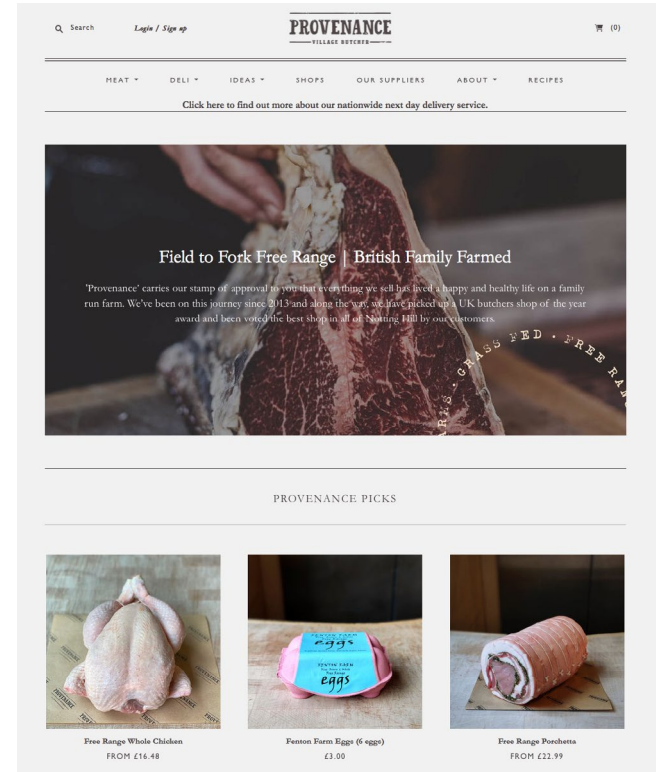 Search
Login / Sign up
PROVENANCE
VILLAGE BUTCHER
(0)
MEAT
DELI
IDEAS
SHOPS
OUR SUPPLIERS
ABOUT
RECIPES
Click here to find out more about our nationwide next day delivery service.
Field to Fork Free Range | British Family Farmed
'Provenance' carries our stamp of approval to you that everything we sell has lived a happy and healthy life on a family
run farm. We've been on this journey since 2013 and along the way, we have picked up a UK butchers shop of the year
award and been voted the best shop in all of Notting Hill by our customers.
GRASS FED · FREE
PROVENANCE PICKS
FENTON FARM
eggs
FENTON FARM
Free Range
eggs
Free Range Whole Chicken
FROM £16.48
Fenton Farm Eggs (6 eggs)
£3.00
Free Range Porchetta
FROM £22.99